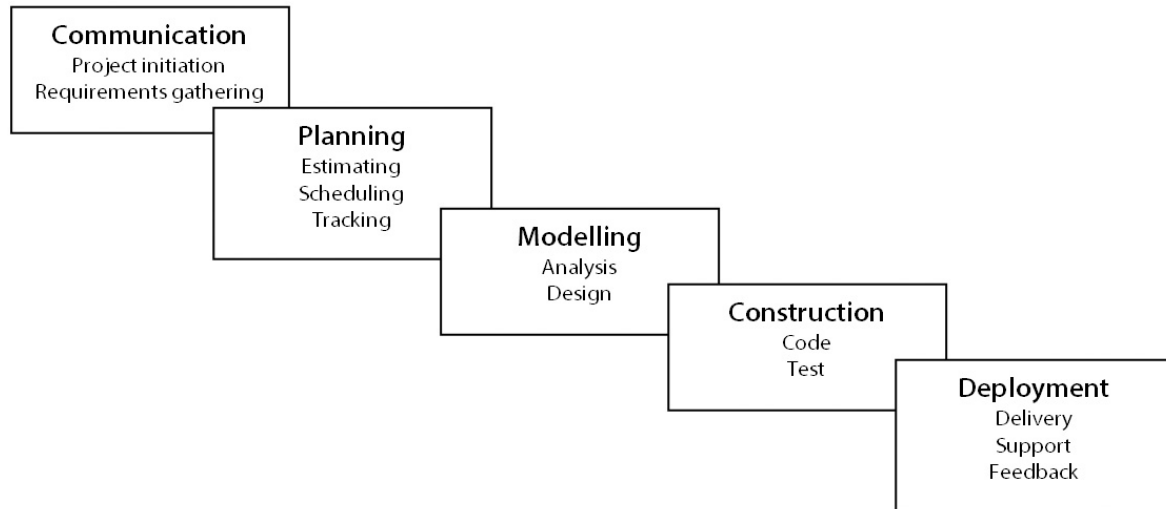 Communication
Project initiation
Requirements gathering
Planning
Estimating
Scheduling
Tracking
Modelling
Analysis
Design
Construction
Code
Test
Deployment
Delivery
Support
Feedback